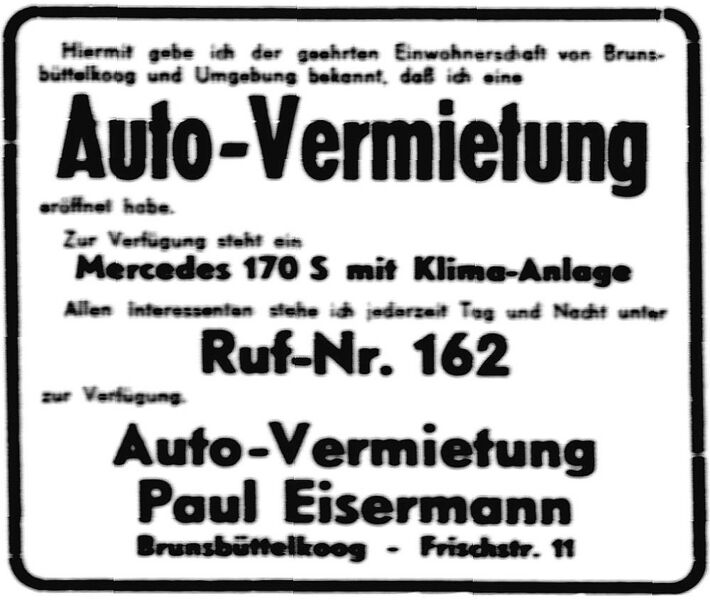 Hiermit gebe ich der geehrten Einwohnerschaft von Bruns-
büttelkoog und Umgebung bekannt, daß ich eine
Auto-Vermietung
eröffnet habe.
Zur Verfügung steht ein
Mercedes 170 S mit Klima-Anlage
Allen Interessenten stehe ich jederzeit Tag und Nacht unter
Ruf-Nr. 162
zur Verfügung.
Auto-Vermietung
Paul Eisermann
Brunsbüttelkoog - Frischstr. 11